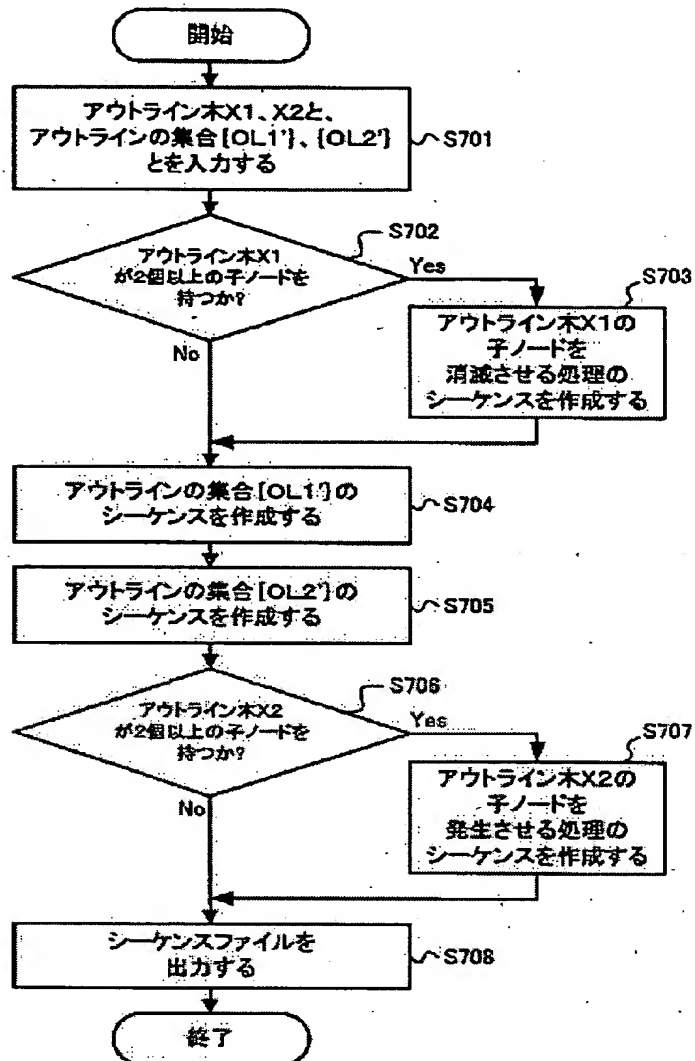 開始
アウトライン木X1、X2と、
アウトラインの集合[OL1']、{OL2'}
とを入力する
S701
S702
アウトライン木X1
が2個以上の子ノードを
持つか?
Yes
No
S703
アウトライン木X1の
子ノードを
消滅させる処理の
シーケンスを作成する
アウトラインの集合[OL1']の
シーケンスを作成する
S704
アウトラインの集合[OL2']の
シーケンスを作成する
S705
S706
アウトライン木X2
が2個以上の子ノードを
持つか?
Yes
No
S707
アウトライン木X2の
子ノードを
発生させる処理の
シーケンスを作成する
シーケンスファイルを
出力する
S708
終了